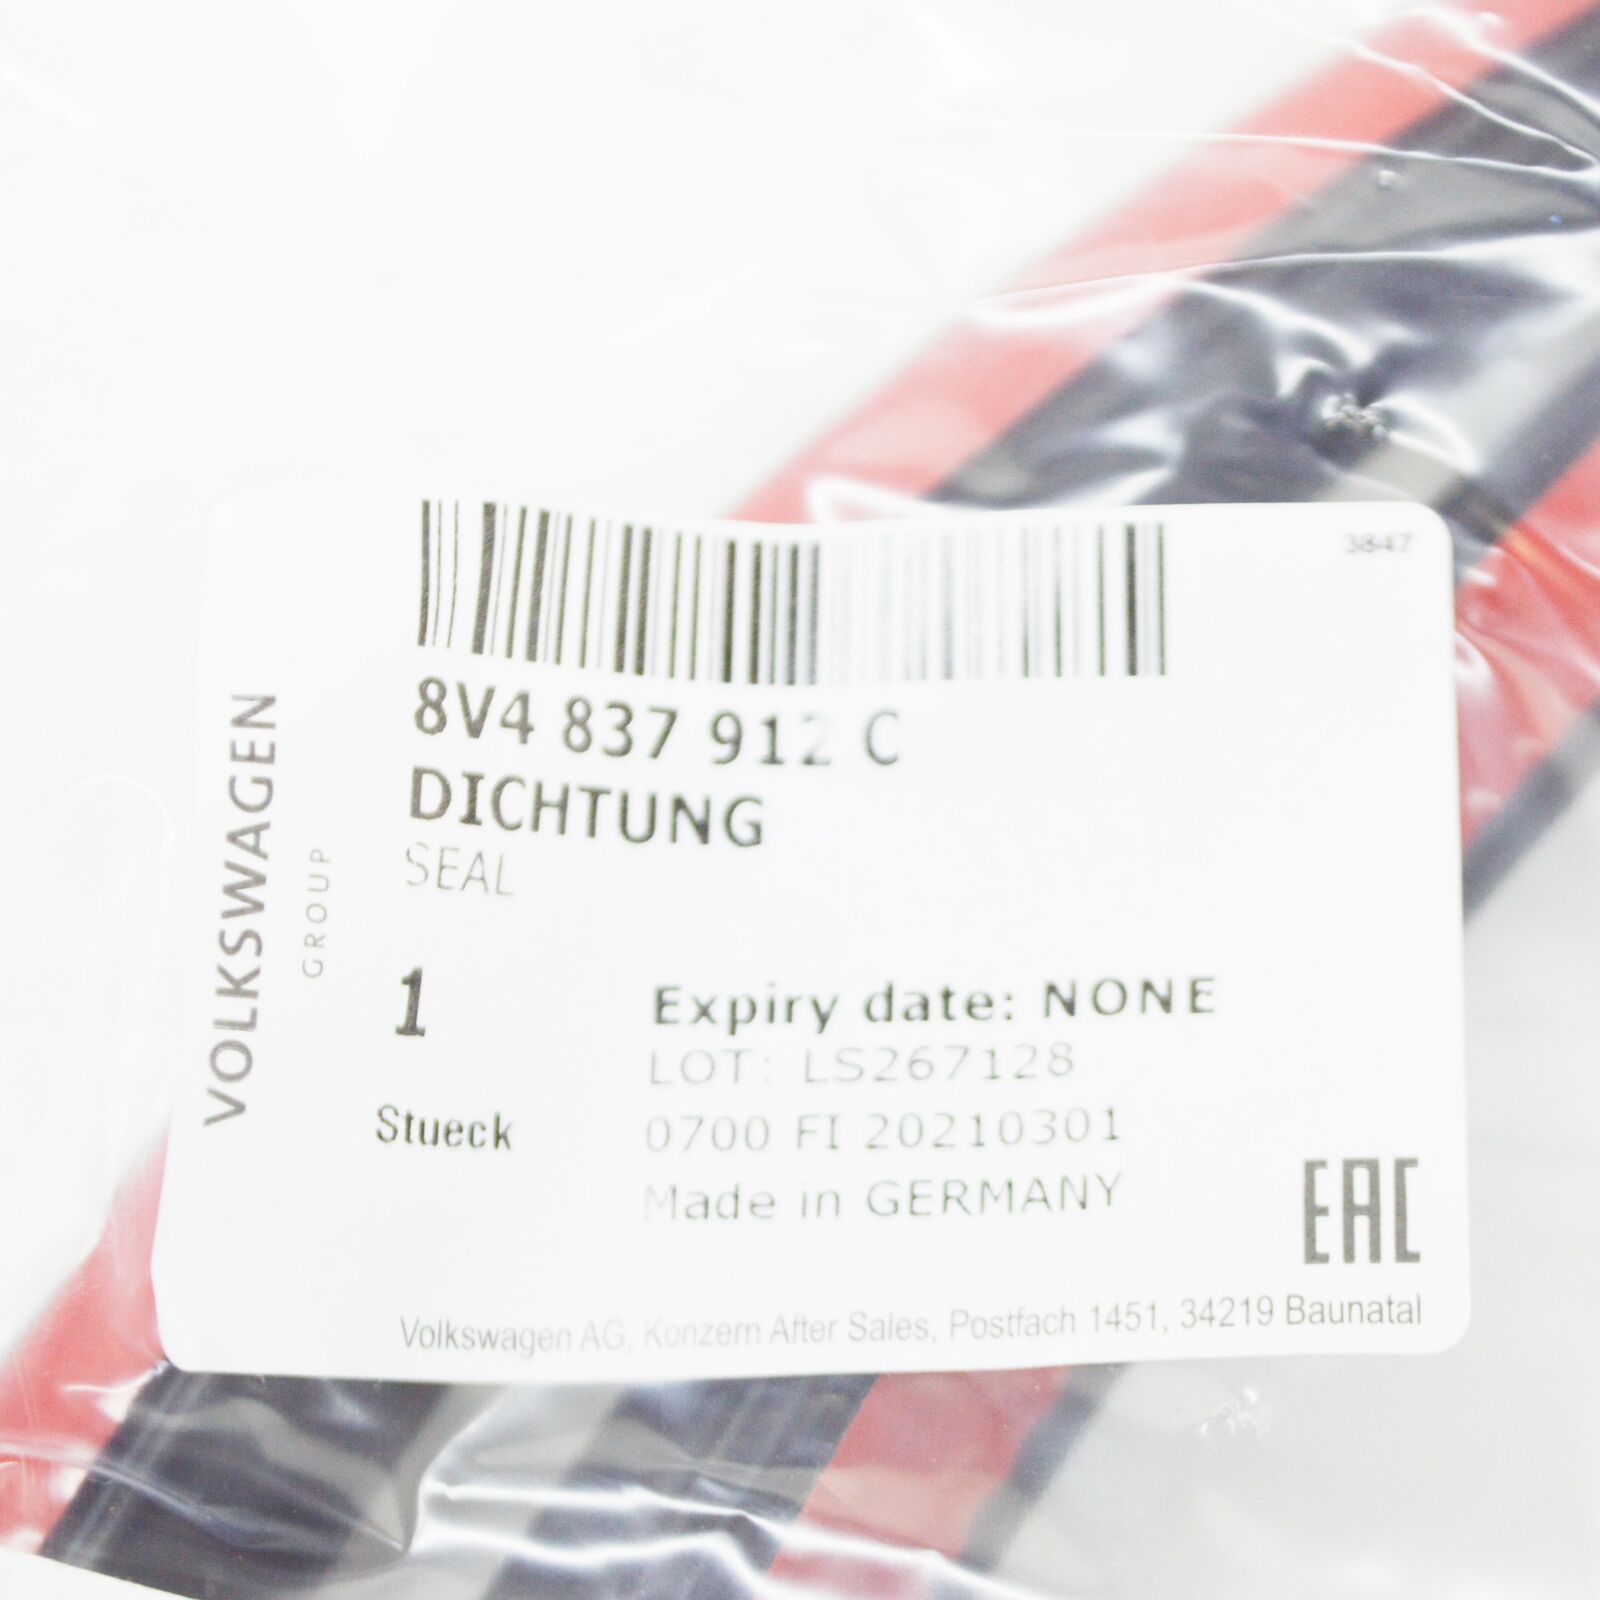 3847
8V4 837 912 C
DICHTUNG
SEAL
VOLKSWAGEN
GROUP
1
Stueck
Expiry date: NONE
LOT: LS267128
0700 FI 20210301
Made in GERMANY
EAC
Volkswagen AG, Konzern After Sales, Postfach 1451, 34219 Baunatal